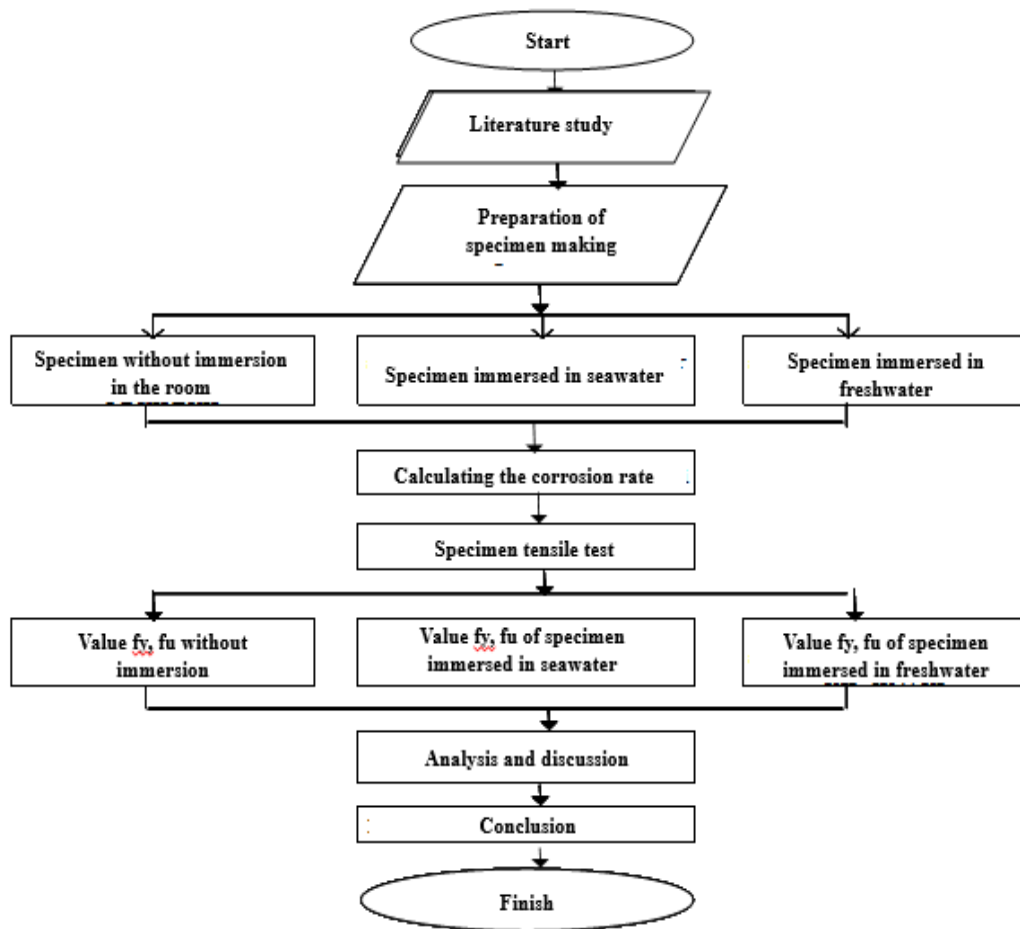 Start
Literature study
Preparation of
specimen making
Specimen without immersion
in the room
Specimen immersed in seawater
Specimen immersed in
freshwater
Calculating the corrosion rate
Specimen tensile test
Value fy, fu without
immersion
Value fy, fu of specimen
immersed in seawater
Value fy, fu of specimen
immersed in freshwater
Analysis and discussion
Conclusion
Finish